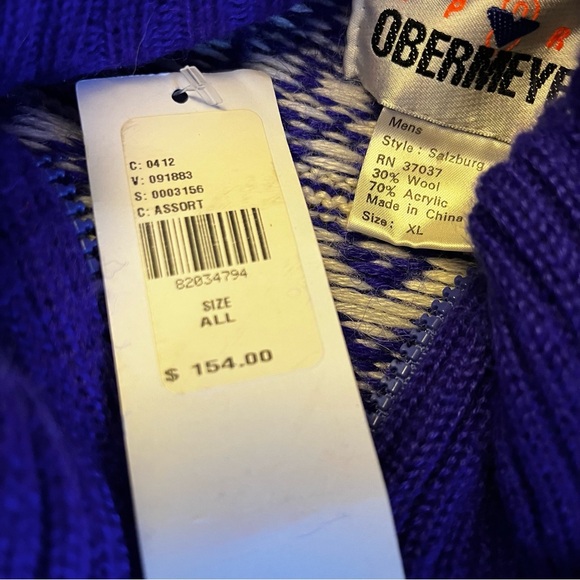 C: 0412
V: 091883
S: 0003156
C: ASSORT
82034794
SIZE
ALL
$ 154.00
P R
OBERMEYE
Mens
Style: Salzburg
RN 37037
30% Wool
70% Acrylic
Made in China
Size: XL